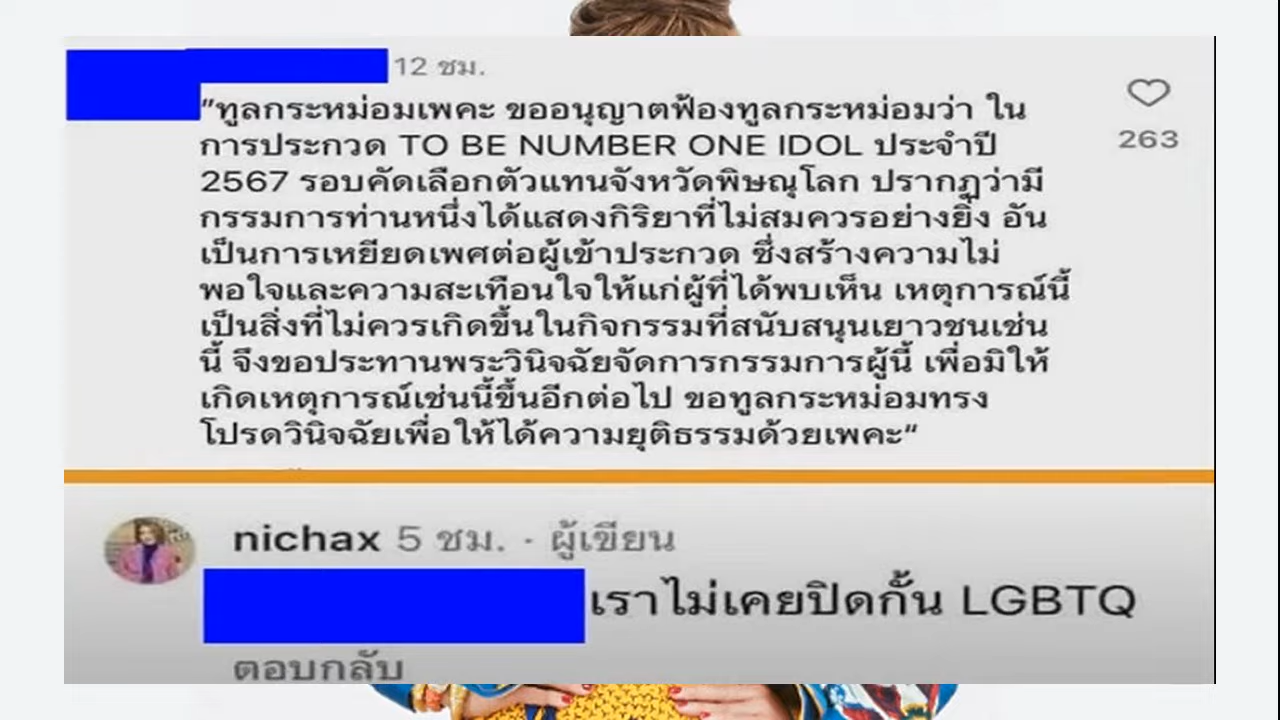 12 ชม.
"ทูลกระหม่อมเพคะ ขออนุญาตฟ้องทูลกระหม่อมว่า ใน
การประกวด TO BE NUMBER ONE IDOL ประจำปี
2567 รอบคัดเลือกตัวแทนจังหวัดพิษณุโลก ปรากฏว่ามี
กรรมการท่านหนึ่งได้แสดงกิริยาที่ไม่สมควรอย่างยิ่ง อัน
เป็นการเหยียดเพศต่อผู้เข้าประกวด ซึ่งสร้างความไม่
พอใจและความสะเทือนใจให้แก่ผู้ที่ได้พบเห็น เหตุการณ์นี้
เป็นสิ่งที่ไม่ควรเกิดขึ้นในกิจกรรมที่สนับสนุนเยาวชนเช่น
นี้ จึงขอประทานพระวินิจฉัยจัดการกรรมการผู้นี้ เพื่อมิให้
เกิดเหตุการณ์เช่นนี้ขึ้นอีกต่อไป ขอทูลกระหม่อมทรง
โปรดวินิจฉัยเพื่อให้ได้ความยุติธรรมด้วยเพคะ"
263
nichax 5 ชม. · ผู้เขียน
เราไม่เคยปิดกั้น LGBTQ
ตอบกลับ